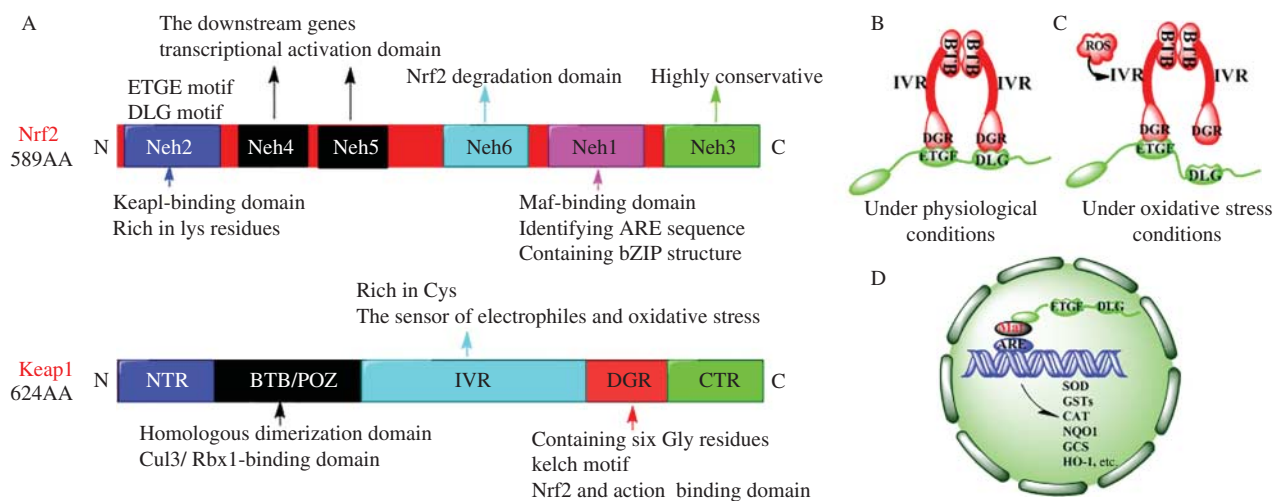 A
The downstream genes
transcriptional activation domain
ETGE motif
DLG motif
Nrf2 degradation domain
Highly conservative
Nrf2
589AA
N
Neh2
Neh4
Neh5
Neh6
Neh1
Neh3
C
Keapl-binding domain
Rich in lys residues
Maf-binding domain
Identifying ARE sequence
Containing bZIP structure
Rich in Cys
The sensor of electrophiles and oxidative stress
Keap1
624AA
N
NTR
BTB/POZ
IVR
DGR
CTR
C
Homologous dimerization domain
Cul3/ Rbx1-binding domain
Containing six Gly residues
kelch motif
Nrf2 and action binding domain
B
BTB
BTB
IVR
IVR
DGR
DGR
ETGE
DLG
Under physiological
conditions
C
ROS
BTB
BTB
IVR
IVR
DGR
DGR
ETGE
DLG
Under oxidative stress
conditions
D
ETGE
DLG
Maf
ARE
SOD
GSTs
CAT
NQO1
GCS
HO-1, etc.